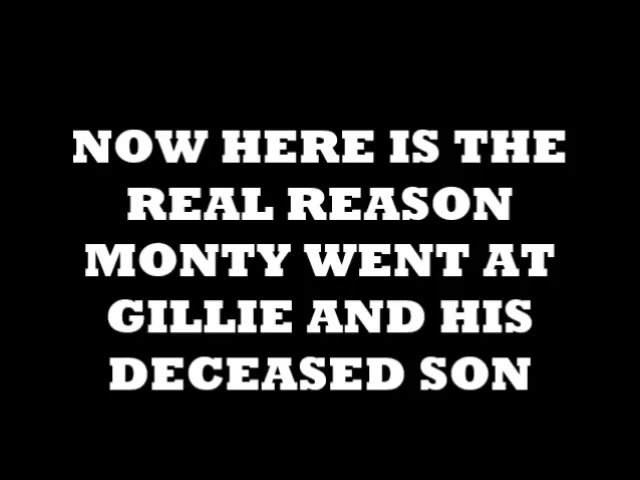 NOW HERE IS THE
REAL REASON
MONTY WENT AT
GILLIE AND HIS
DECEASED SON